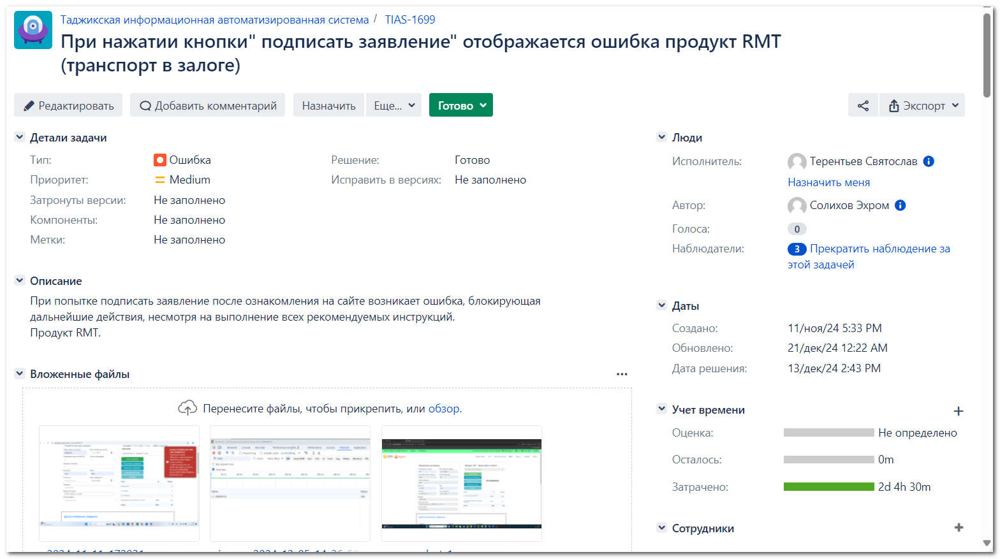 Таджикская информационная автоматизированная система / TIAS-1699
При нажатии кнопки" подписать заявление" отображается ошибка продукт RMT
(транспорт в залоге)
Редактировать Добавить комментарий Назначить Еще... Готово Экспорт
Детали задачи
Тип: Ошибка
Приоритет: Medium
Затронуты версии: Не заполнено
Компоненты: Не заполнено
Метки: Не заполнено
Решение: Готово
Исправить в версиях: Не заполнено
Описание
При попытке подписать заявление после ознакомления на сайте возникает ошибка, блокирующая
дальнейшие действия, несмотря на выполнение всех рекомендуемых инструкций.
Продукт RMT.
Вложенные файлы
Перенесите файлы, чтобы прикрепить, или обзор.
Люди
Исполнитель: Терентьев Святослав
Назначить меня
Автор: Солихов Эхром
Голоса: 0
Наблюдатели: 3 Прекратить наблюдение за
этой задачей
Даты
Создано: 11/ноя/24 5:33 PM
Обновлено: 21/дек/24 12:22 AM
Дата решения: 13/дек/24 2:43 PM
Учет времени
Оценка: Не определено
Осталось: 0m
Затрачено: 2d 4h 30m
Сотрудники